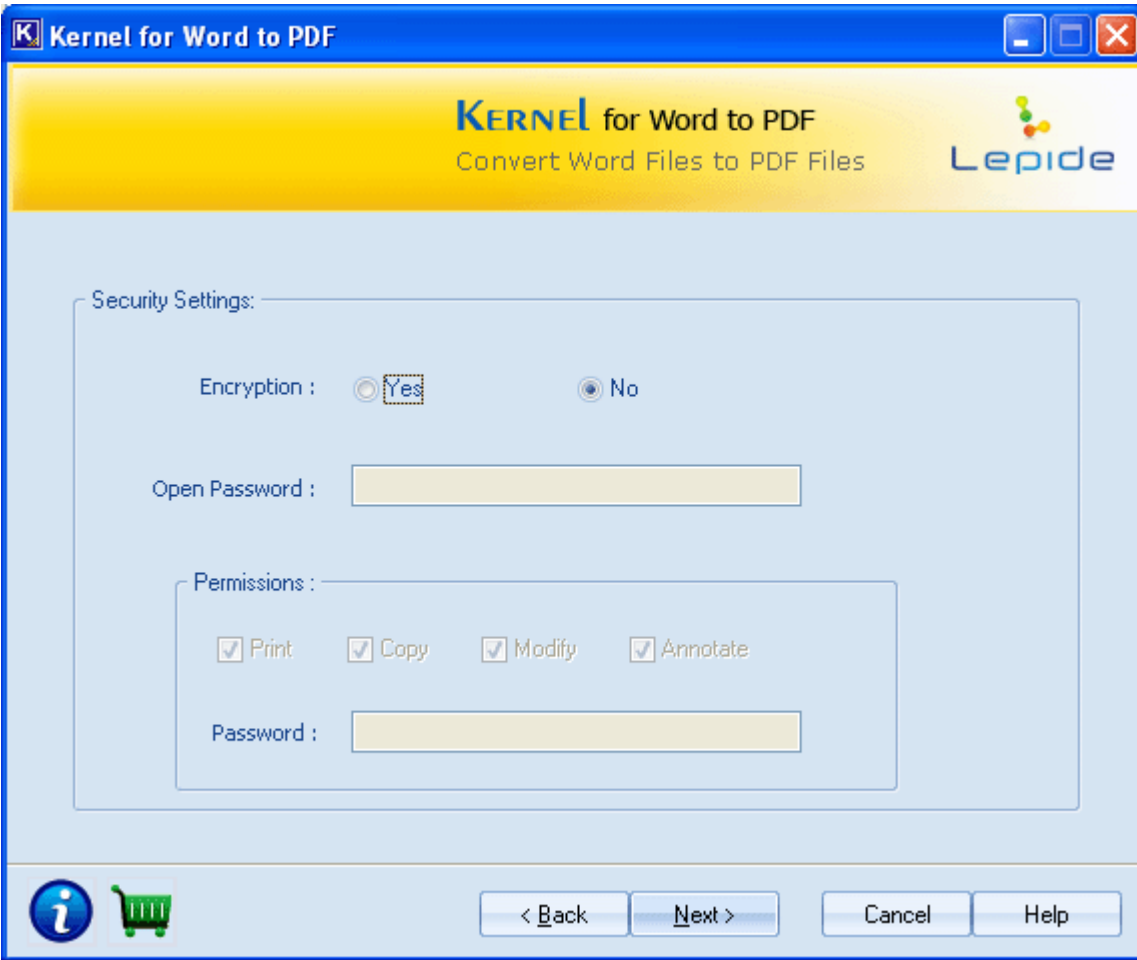 K Kernel for Word to PDF
KERNEl for Word to PDF
Convert Word Files to PDF Files
Lepide
Security Settings:
Encryption : Yes No
Open Password :
Permissions :
Print Copy Modify Annotate
Password :
i
< Back Next > Cancel Help